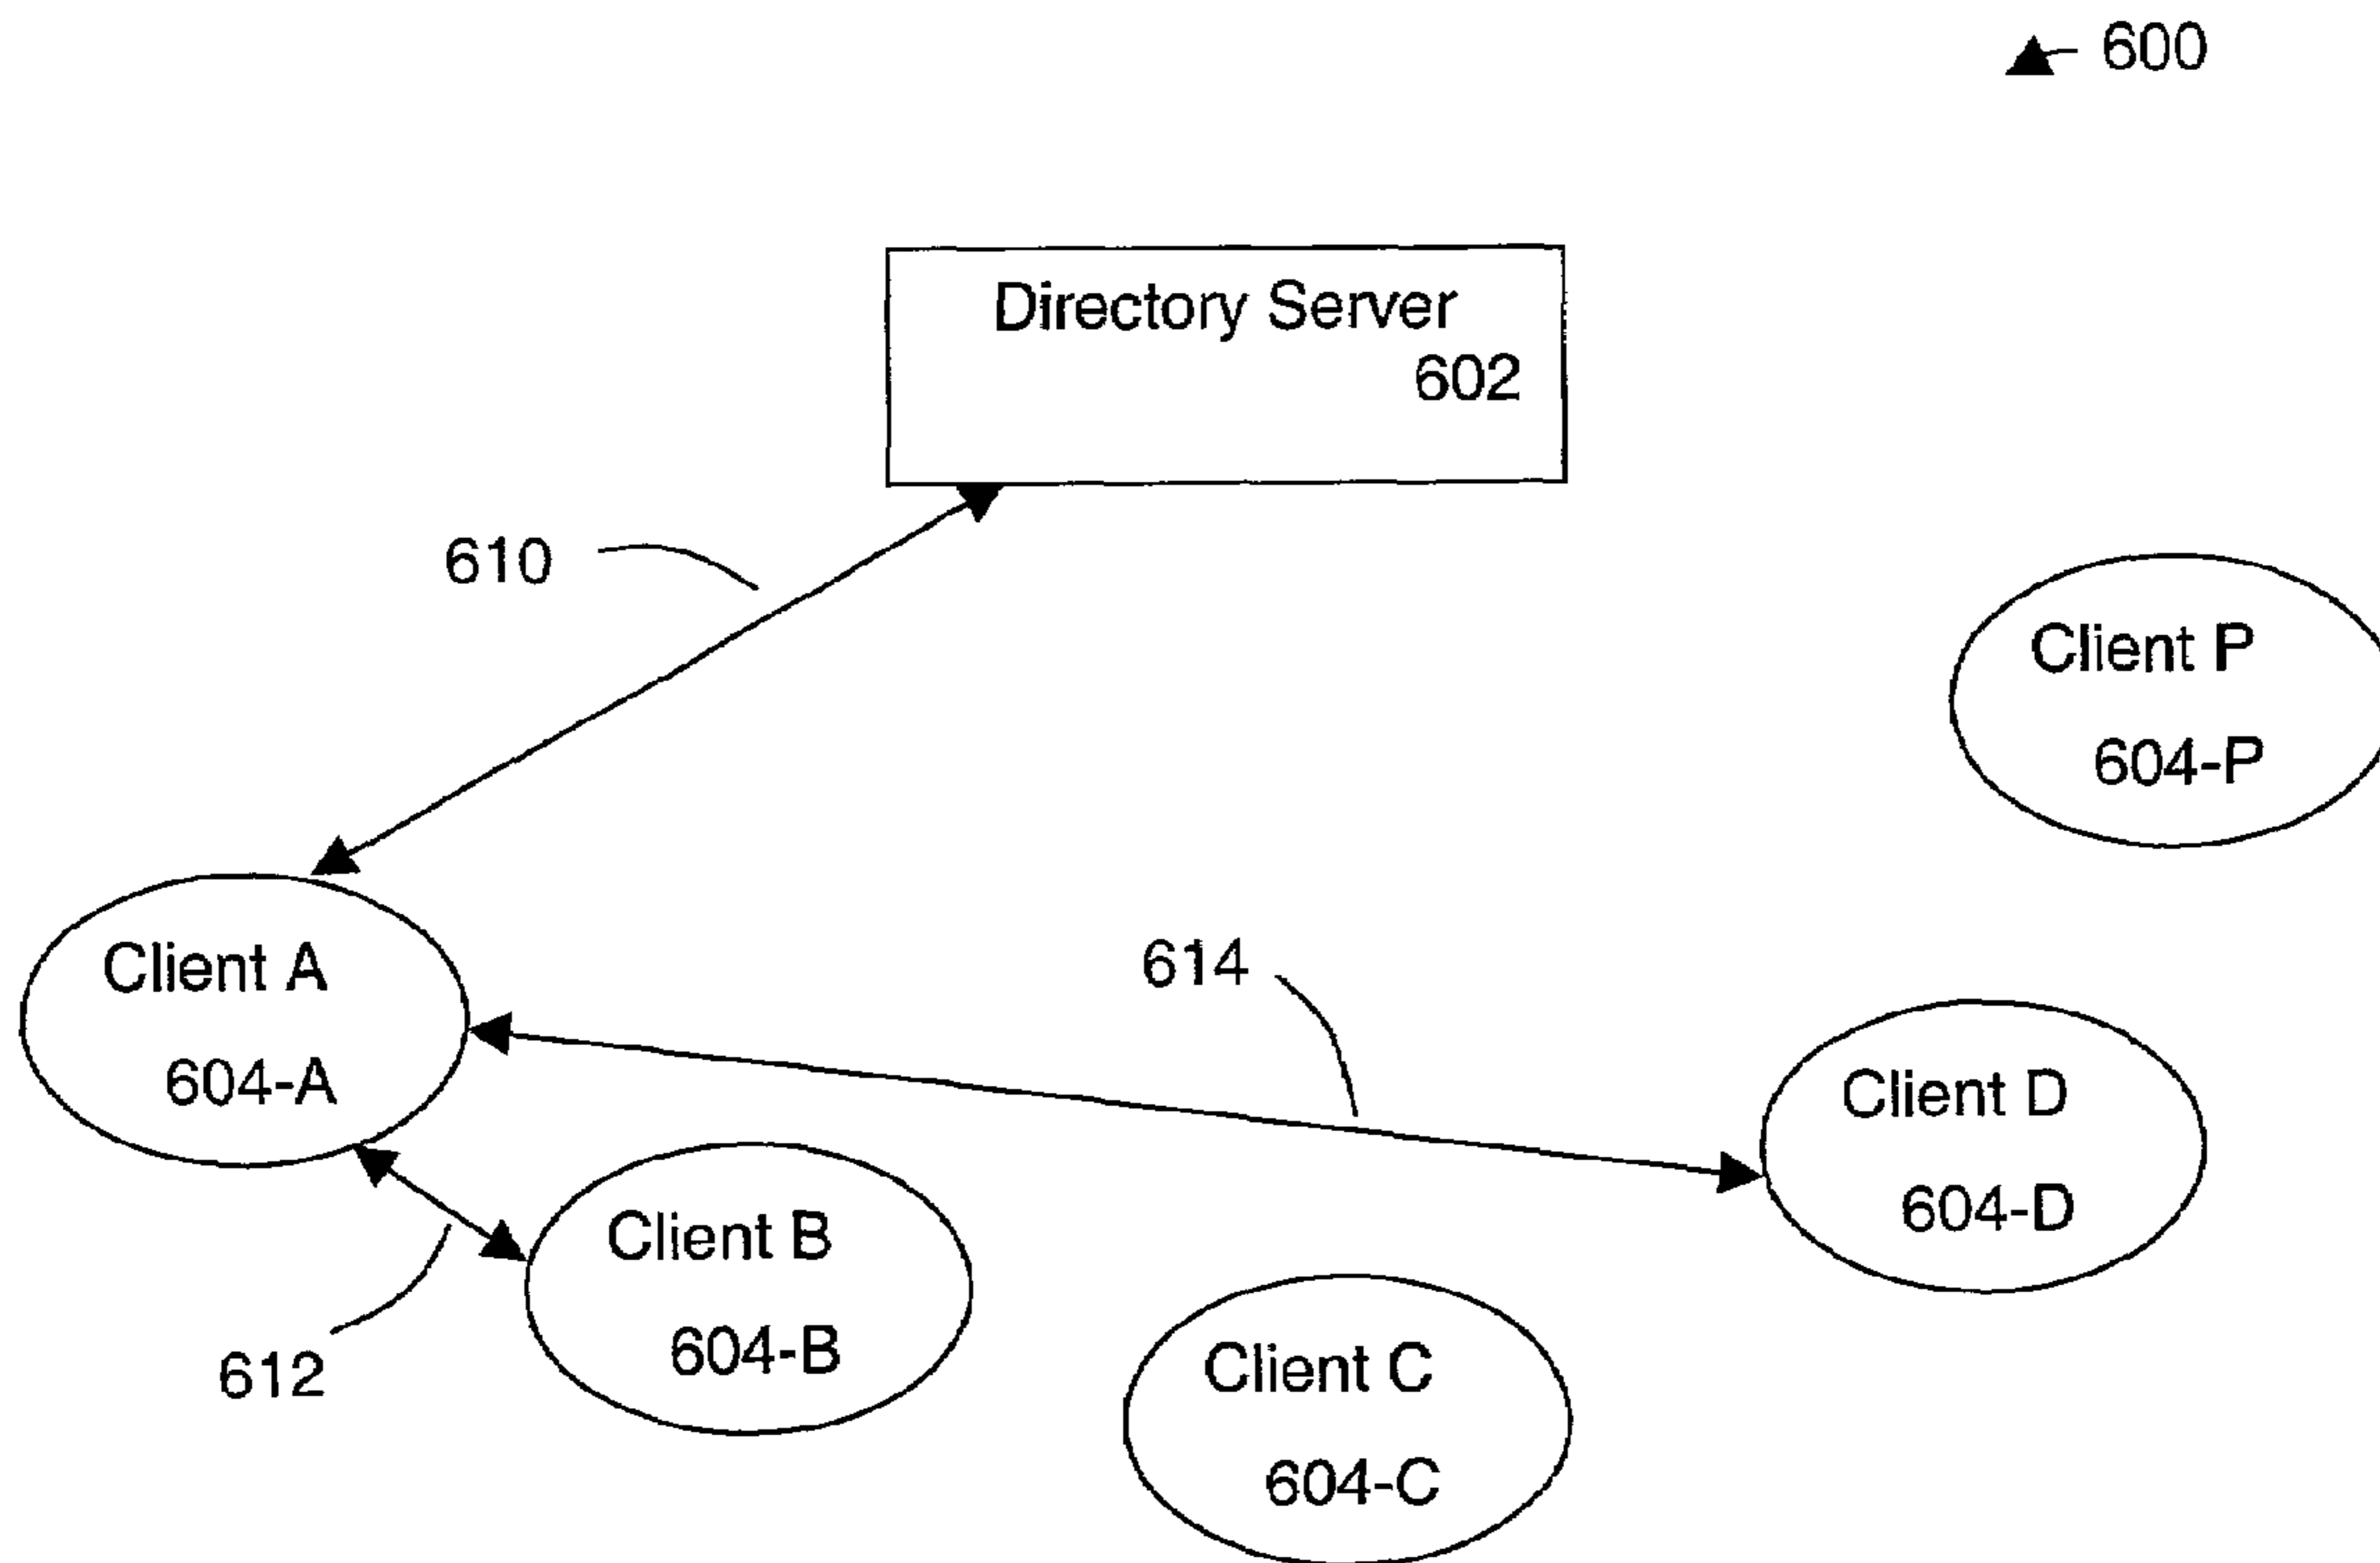 600
Directory Server
602
610
Client P
604-P
Client A
604-A
614
Client D
604-D
Client B
604-B
612
Client C
604-C